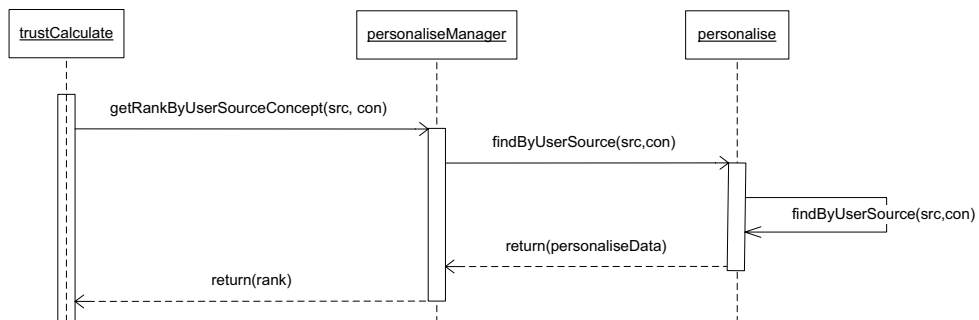 trustCalculate
personaliseManager
personalise
getRankByUserSourceConcept(src, con)
findByUserSource(src,con)
findByUserSource(src,con)
return(personaliseData)
return(rank)